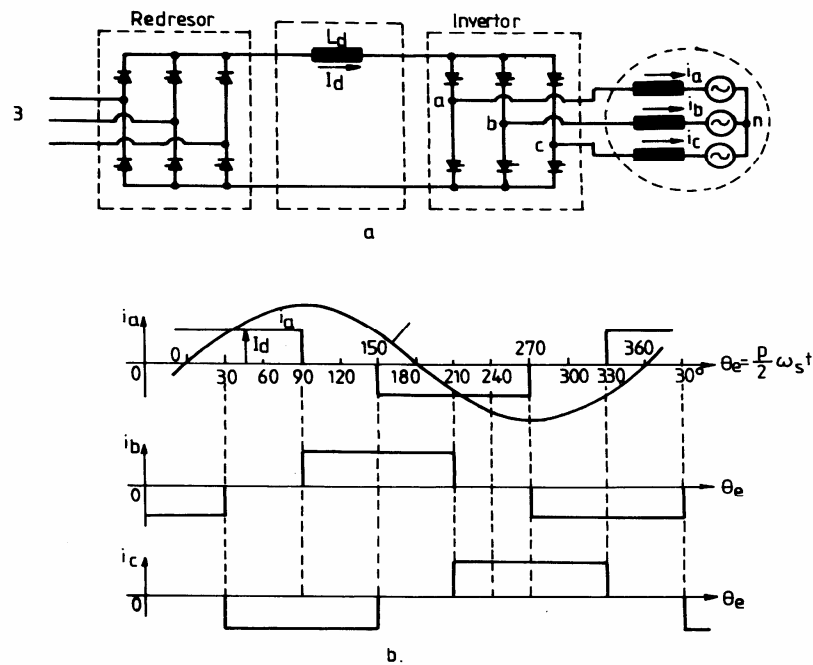 Redresor
Invertor
L_d
I_d
3
a
b
c
i_a
i_b
i_c
n
a
i_a
i_a
I_d
0
150
270
360
θ_e = p/2 ω_s t
0
30 60 90 120 180 210 240 300 330 30°
i_b
0
θ_e
i_c
0
θ_e
b.